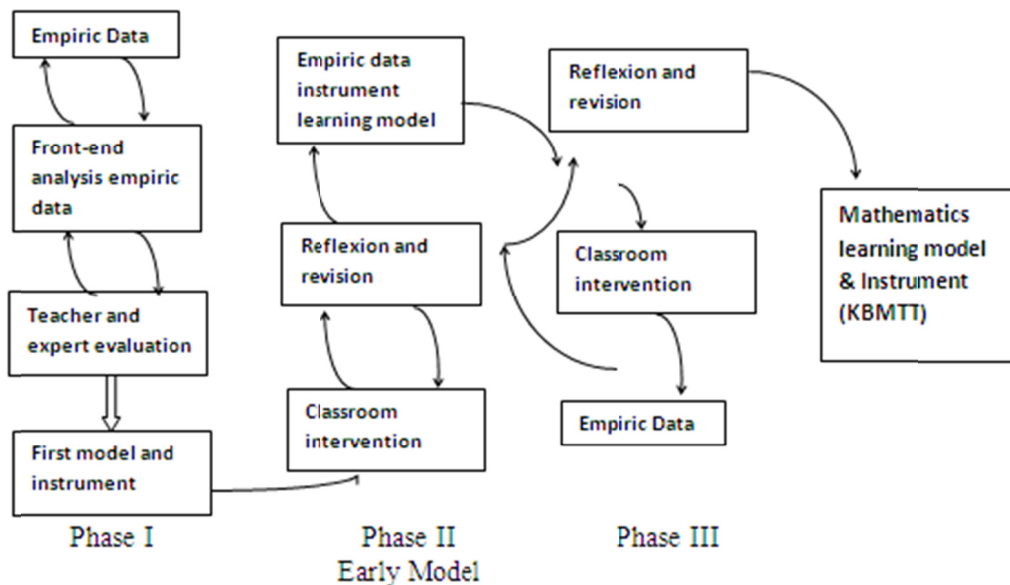 Empiric Data
Front-end
analysis empiric
data
Teacher and
expert evaluation
First model and
instrument
Phase I
Empiric data
instrument
learning model
Reflexion and
revision
Classroom
intervention
Phase II
Early Model
Reflexion and
revision
Classroom
intervention
Empiric Data
Phase III
Mathematics
learning model
& Instrument
(KBMTT)